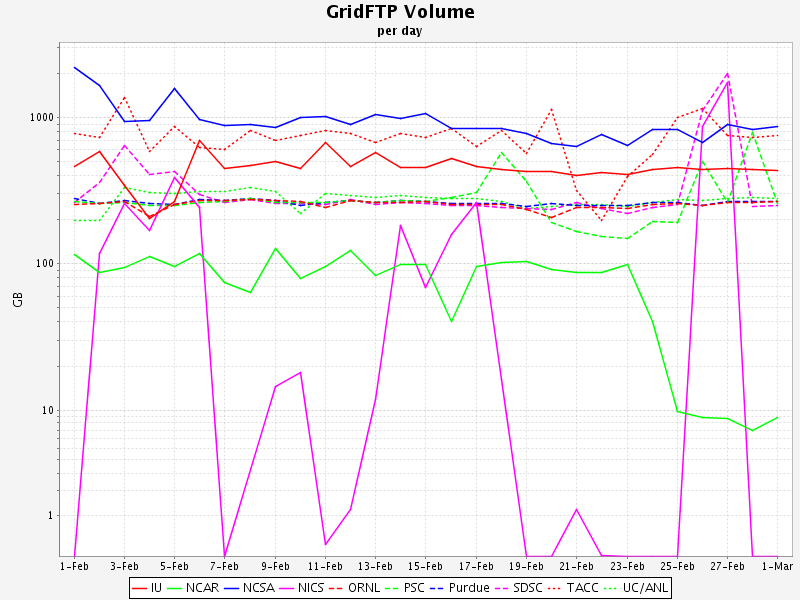 GridFTP Volume
per day
1000
100
10
1
GB
1-Feb 3-Feb 5-Feb 7-Feb 9-Feb 11-Feb 13-Feb 15-Feb 17-Feb 19-Feb 21-Feb 23-Feb 25-Feb 27-Feb 1-Mar
IU NCAR NCSA NICS ORNL PSC Purdue SDSC TACC UC/ANL